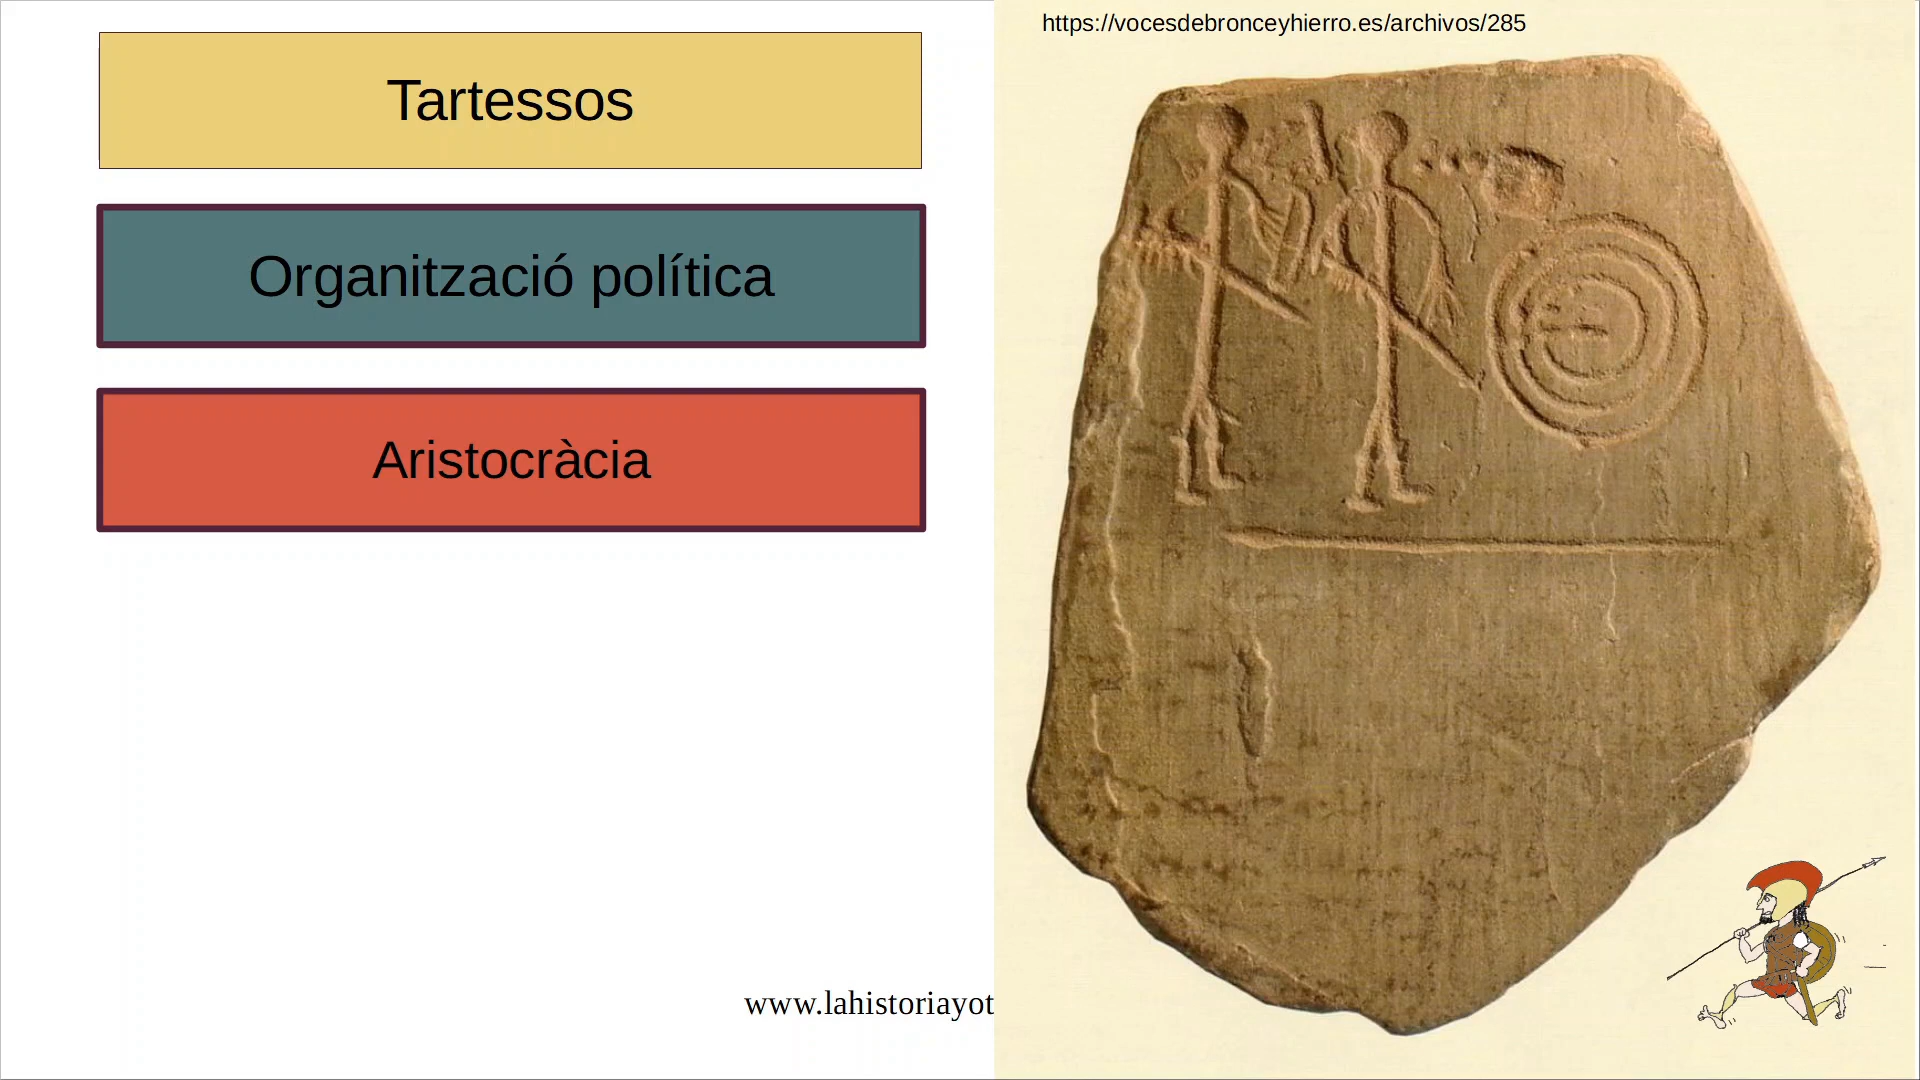 https://vocesdebronceyhierro.es/archivos/285
Tartessos
Organització política
Aristocràcia
www.lahistoriayot